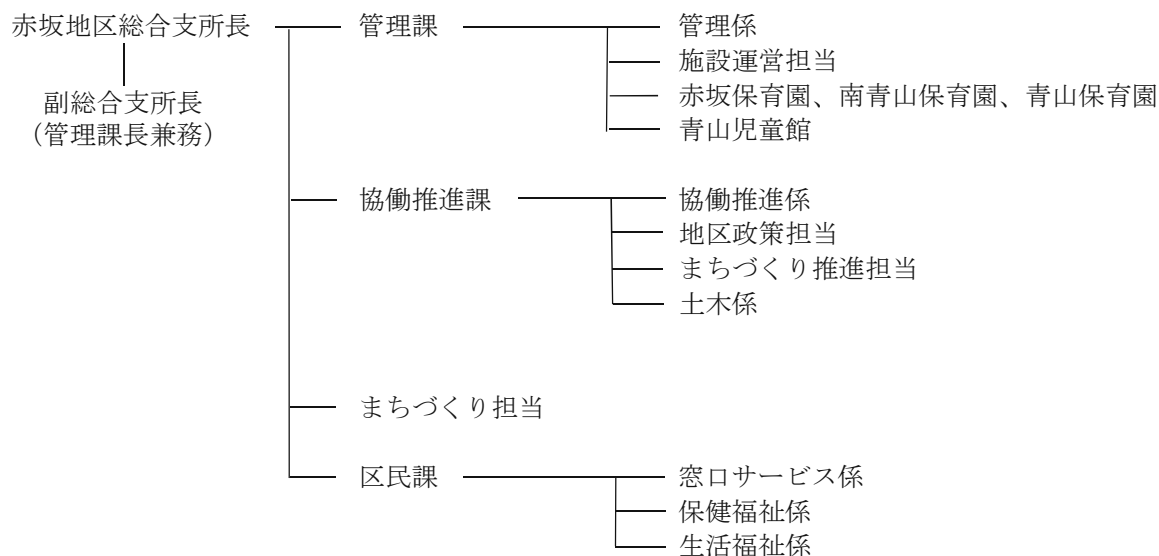 赤坂地区総合支所長
副総合支所長
（管理課長兼務）
管理課
管理係
施設運営担当
赤坂保育園、南青山保育園、青山保育園
青山児童館
協働推進課
協働推進係
地区政策担当
まちづくり推進担当
土木係
まちづくり担当
区民課
窓口サービス係
保健福祉係
生活福祉係